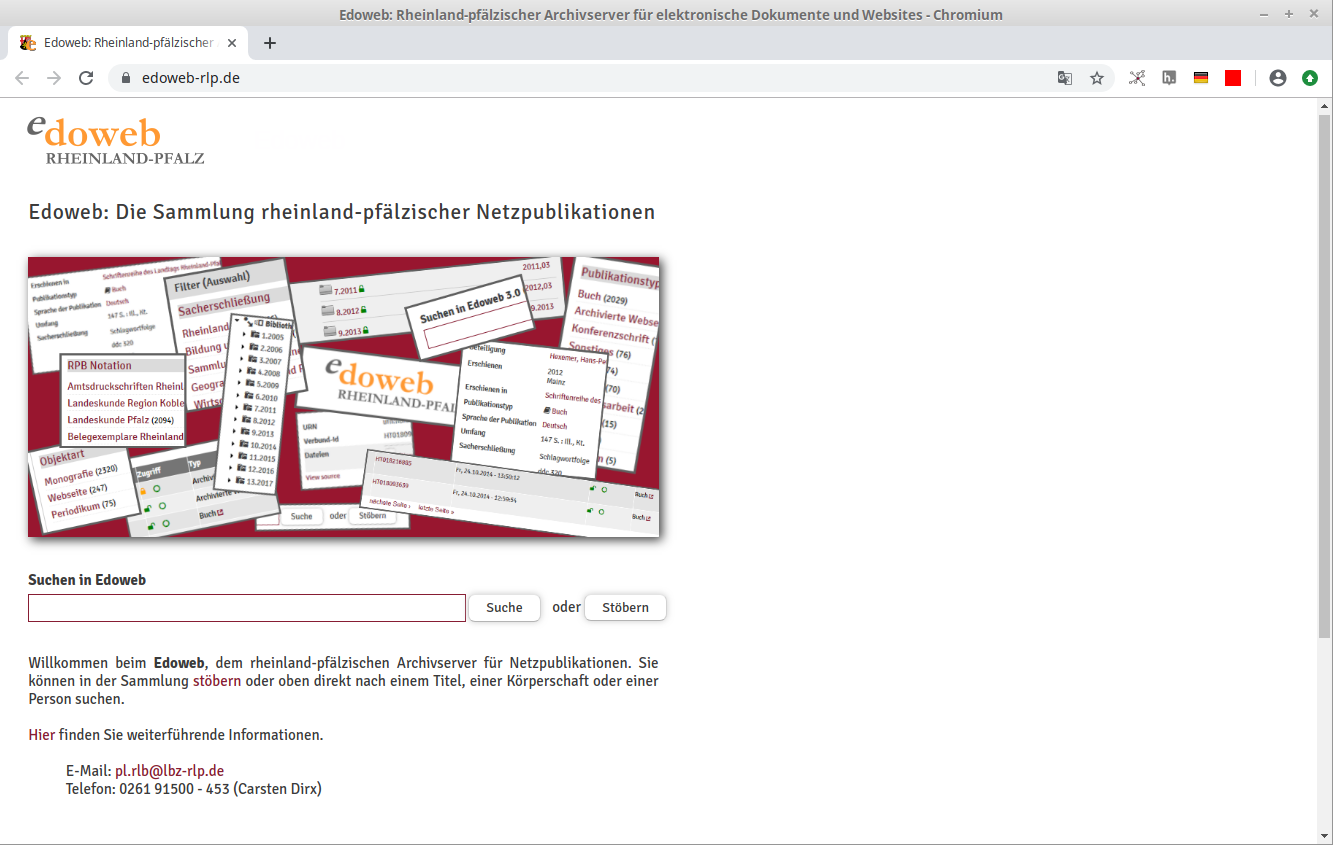 Edoweb: Rheinland-pfälzischer Archivserver für elektronische Dokumente und Websites - Chromium
Edoweb: Rheinland-pfälzischer
edoweb-rlp.de
edoweb
RHEINLAND-PFALZ
Edoweb: Die Sammlung rheinland-pfälzischer Netzpublikationen
Erschienen in
Schriftenreihe des Landtags Rheinland-Pfal
Publikationstyp
Buch
Sprache der Publikation
Deutsch
Umfang
147 S. : Ill., Kt.
Sacherschließung
Schlagwortfolge
ddc 320
Filter (Auswahl)
Sacherschließung
Rheinland
Bildung u
Samml
Geogra
Wirtsc
RPB Notation
Amtsdruckschriften Rheinl
Landeskunde Region Koble
Landeskunde Pfalz (2094)
Belegexemplare Rheinland
Objektart
Monografie (2320)
Webseite (247)
Periodikum (75)
Zugriff
Typ
Archivi
Archivierte
Buch
Biblioth
1.2005
2.2006
3.2007
4.2008
5.2009
6.2010
7.2011
8.2012
9.2013
10.2014
11.2015
12.2016
13.2017
7.2011
8.2012
9.2013
2011,03
2012,03
9.2013
Suchen in Edoweb 3.0
edoweb
RHEINLAND-PFAL
URN
Verbund-Id
HT01009
Dateien
View source
Suche oder Stöbern
Publikationstyp
Buch (2029)
Archivierte Webse
Konferenzschrift (
Sonstiges (76)
74)
(70)
sarbeit (2
(15)
n (5)
Beteiligung
Hexemer, Hans-Pe
Erschienen
2012
Mainz
Erschienen in
Schriftenreihe des
Publikationstyp
Buch
Sprache der Publikation
Deutsch
Umfang
147 S. : Ill., Kt.
Sacherschließung
Schlagwortfolge
ddc 320
Fr, 24.10.2014 - 13:50:12
Buch
Fr, 24.10.2014 - 12:59:54
Buch
nächste Seite › letzte Seite »
Suchen in Edoweb
Suche oder Stöbern
Willkommen beim Edoweb, dem rheinland-pfälzischen Archivserver für Netzpublikationen. Sie
können in der Sammlung stöbern oder oben direkt nach einem Titel, einer Körperschaft oder einer
Person suchen.
Hier finden Sie weiterführende Informationen.
E-Mail: pl.rlb@lbz-rlp.de
Telefon: 0261 91500 - 453 (Carsten Dirx)